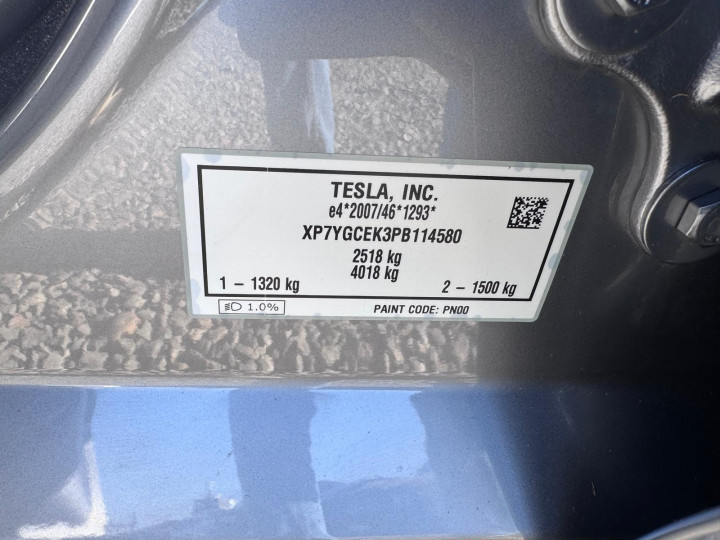 TESLA, INC.
e4*2007/46*1293*
XP7YGCEK3PB114580
2518 kg
4018 kg
1 – 1320 kg 2 – 1500 kg
1.0% PAINT CODE: PN00